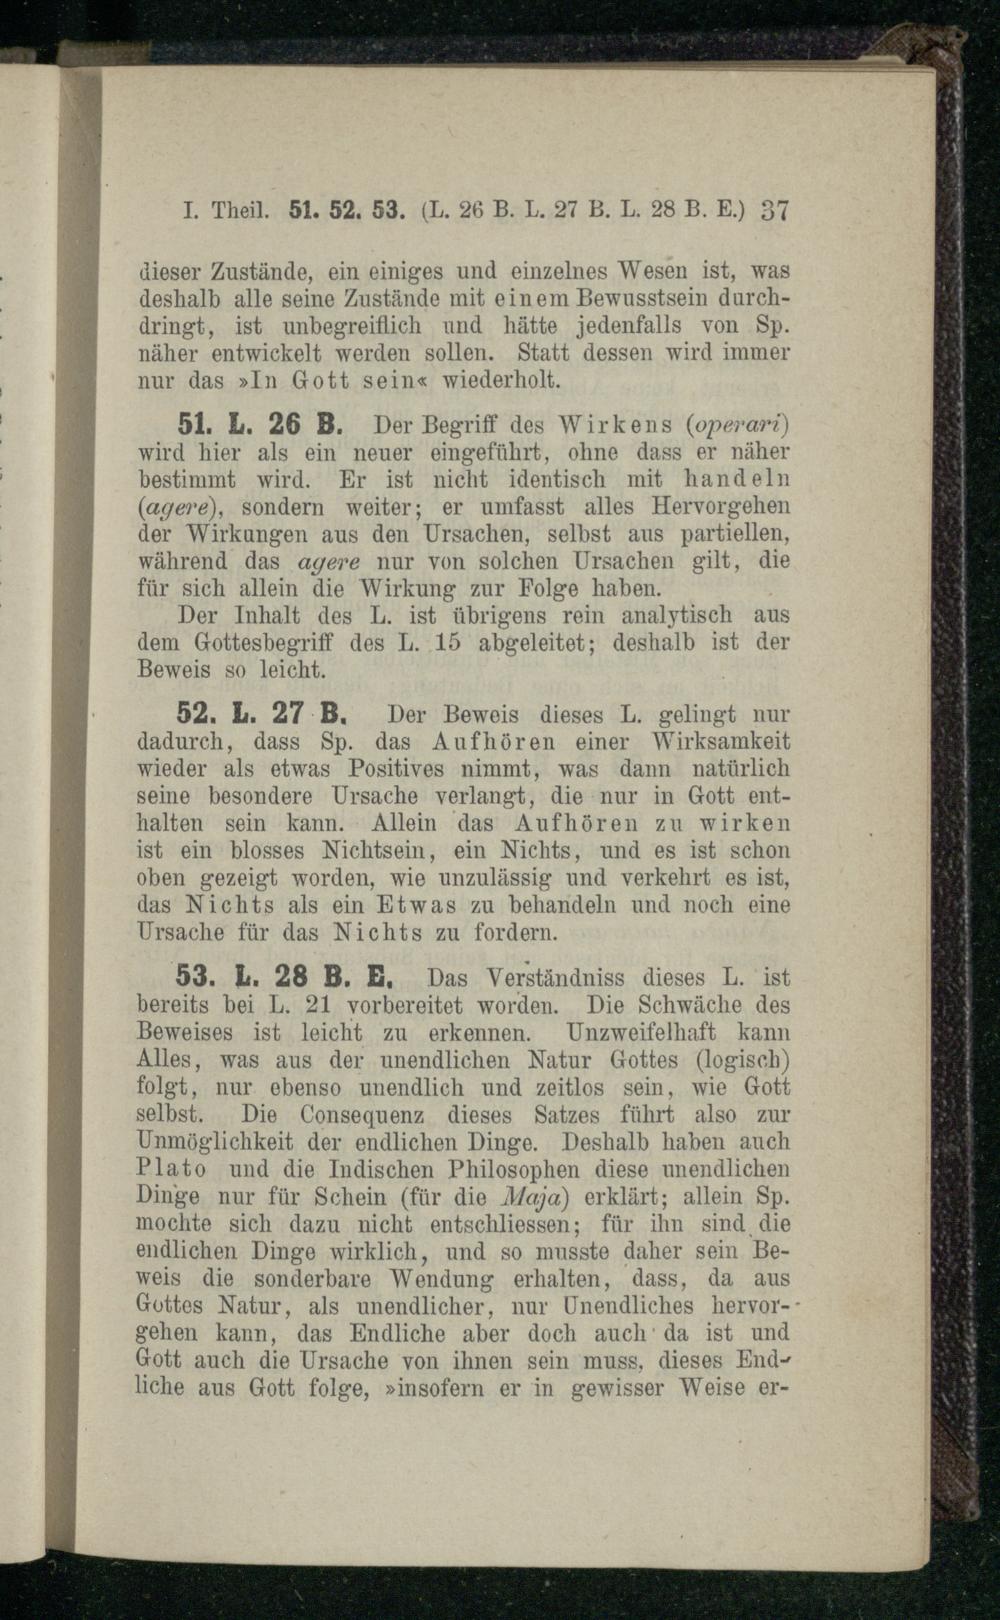 I. Theil. 51. 52. 53. (L. 26 B. L. 27 B. L. 28 B. E.) 37
dieser Zustände, ein einiges und einzelnes Wesen ist, was
deshalb alle seine Zustände mit einem Bewusstsein durch-
dringt, ist unbegreiflich und hätte jedenfalls von Sp.
näher entwickelt werden sollen. Statt dessen wird immer
nur das »In Gott sein« wiederholt.
51. L. 26 B. Der Begriff des Wirkens (operari)
wird hier als ein neuer eingeführt, ohne dass er näher
bestimmt wird. Er ist nicht identisch mit handeln
(agere), sondern weiter; er umfasst alles Hervorgehen
der Wirkungen aus den Ursachen, selbst aus partiellen,
während das agere nur von solchen Ursachen gilt, die
für sich allein die Wirkung zur Folge haben.
Der Inhalt des L. ist übrigens rein analytisch aus
dem Gottesbegriff des L. 15 abgeleitet; deshalb ist der
Beweis so leicht.
52. L. 27 B. Der Beweis dieses L. gelingt nur
dadurch, dass Sp. das Aufhören einer Wirksamkeit
wieder als etwas Positives nimmt, was dann natürlich
seine besondere Ursache verlangt, die nur in Gott ent-
halten sein kann. Allein das Aufhören zu wirken
ist ein blosses Nichtsein, ein Nichts, und es ist schon
oben gezeigt worden, wie unzulässig und verkehrt es ist,
das Nichts als ein Etwas zu behandeln und noch eine
Ursache für das Nichts zu fordern.
53. L. 28 B. E. Das Verständniss dieses L. ist
bereits bei L. 21 vorbereitet worden. Die Schwäche des
Beweises ist leicht zu erkennen. Unzweifelhaft kann
Alles, was aus der unendlichen Natur Gottes (logisch)
folgt, nur ebenso unendlich und zeitlos sein, wie Gott
selbst. Die Consequenz dieses Satzes führt also zur
Unmöglichkeit der endlichen Dinge. Deshalb haben auch
Plato und die Indischen Philosophen diese unendlichen
Dinge nur für Schein (für die Maja) erklärt; allein Sp.
mochte sich dazu nicht entschliessen; für ihn sind die
endlichen Dinge wirklich, und so musste daher sein Be-
weis die sonderbare Wendung erhalten, dass, da aus
Gottes Natur, als unendlicher, nur Unendliches hervor-
gehen kann, das Endliche aber doch auch da ist und
Gott auch die Ursache von ihnen sein muss, dieses End-
liche aus Gott folge, »insofern er in gewisser Weise er-